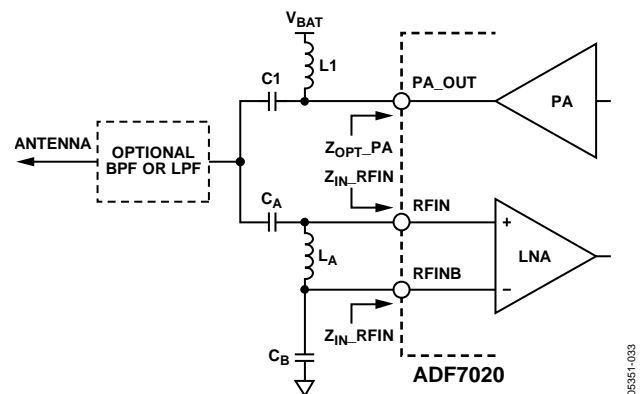 VBAT
L1
C1
PA_OUT
PA
ANTENNA
OPTIONAL
BPF OR LPF
ZOPT_PA
ZIN_RFIN
CA
RFIN
+
LA
LNA
RFINB
−
ZIN_RFIN
CB
ADF7020
05351-033